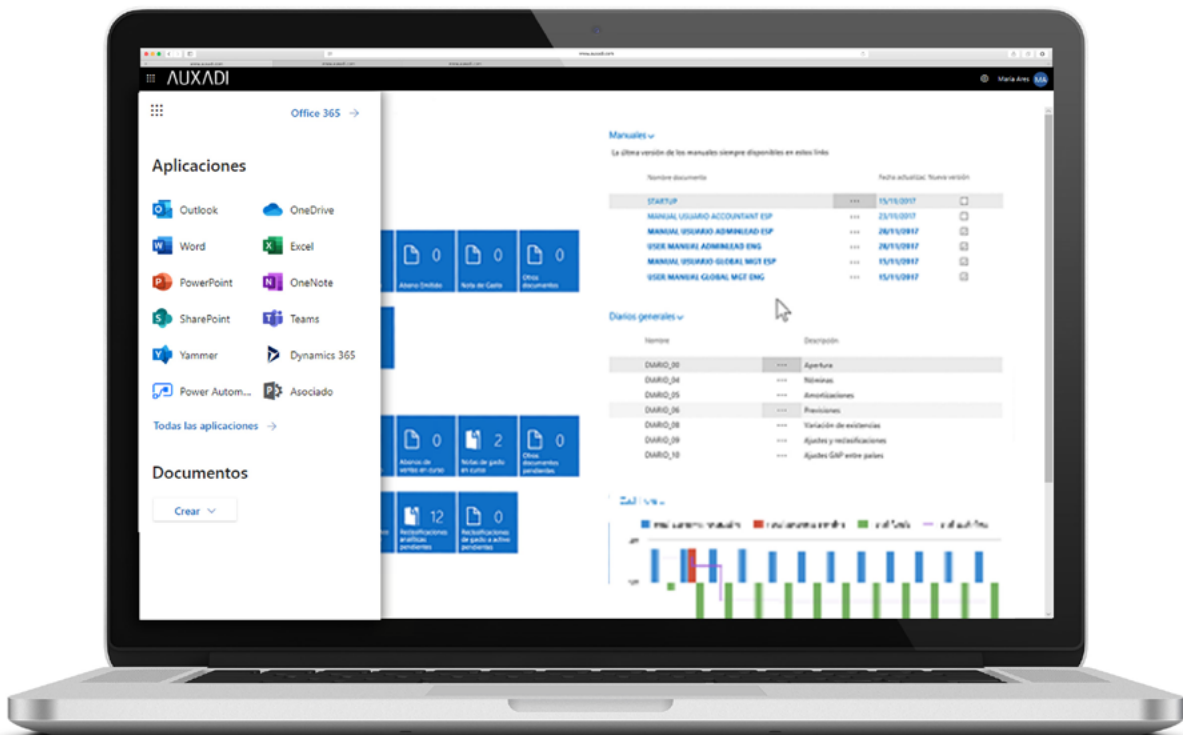 imea.auxadi.com
AUXADI
María Ares MA
Office 365 →
Aplicaciones
Outlook
OneDrive
Word
Excel
PowerPoint
OneNote
SharePoint
Teams
Yammer
Dynamics 365
Power Autom...
Asociado
Todas las aplicaciones →
Documentos
Crear
0
Abono Emitido
0
Nota de Gasto
0
Otros
documentos
0
Abonos de
ventas en curso
2
Notas de gasto
en curso
0
Otros
documentos
pendientes
12
Reclasificaciones
analíticas
pendientes
0
Reclasificaciones
de gasto a activo
pendientes
Manuales
La última versión de los manuales siempre disponibles en estos links
Nombre documento Fecha actualizac Nueva versión
STARTUP ... 15/11/2017
MANUAL USUARIO ACCOUNTANT ESP ... 23/11/2017
MANUAL USUARIO ADMINLEAD ESP ... 28/11/2017
USER MANUAL ADMINLEAD ENG ... 28/11/2017
MANUAL USUARIO GLOBAL MGT ESP ... 15/11/2017
USER MANUAL GLOBAL MGT ENG ... 15/11/2017
Diarios generales
Nombre Descripción
DIARIO_00 ... Apertura
DIARIO_04 ... Nóminas
DIARIO_05 ... Amortizaciones
DIARIO_06 ... Provisiones
DIARIO_08 ... Variación de existencias
DIARIO_09 ... Ajustes y reclasificaciones
DIARIO_10 ... Ajustes GAP entre países